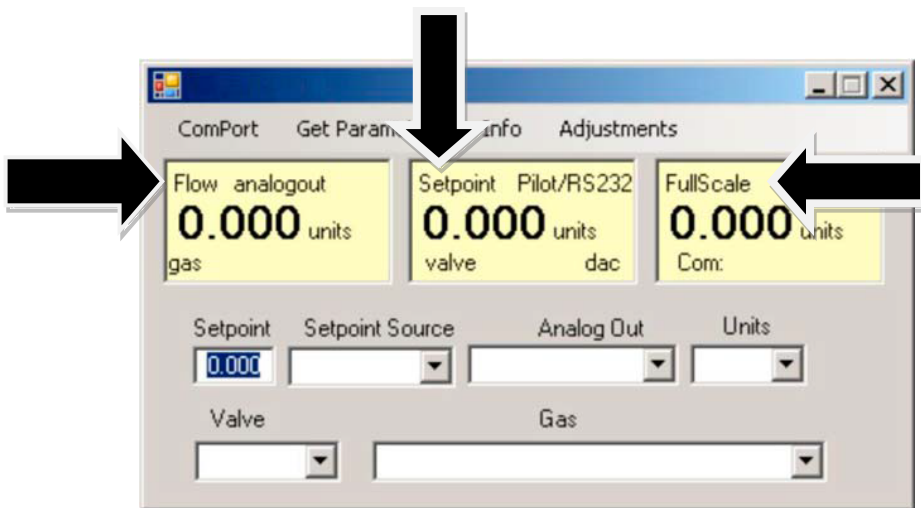 ComPort Get Param Info Adjustments
Flow analogout
0.000 units
gas
Setpoint Pilot/RS232
0.000 units
valve dac
FullScale
0.000 units
Com:
Setpoint Setpoint Source Analog Out Units
0.000
Valve Gas